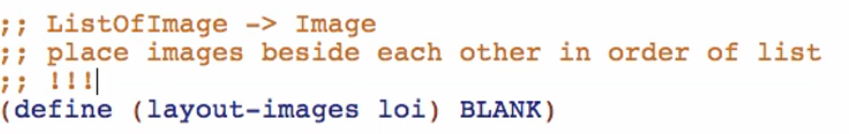 ;; ListOfImage -> Image
;; place images beside each other in order of list
;; !!!
(define (layout-images loi) BLANK)